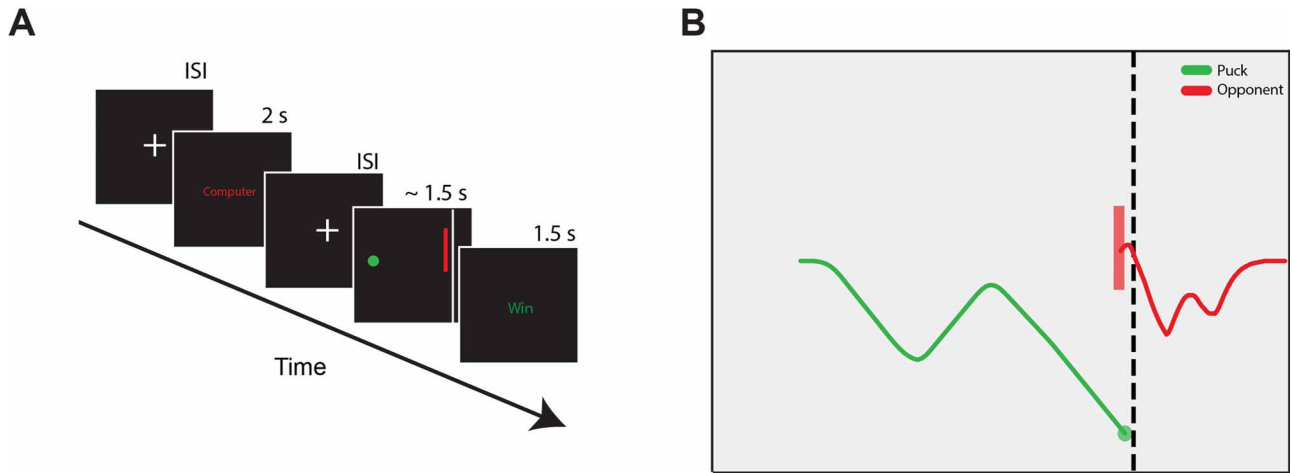 A
ISI
2 s
Computer
ISI
~ 1.5 s
1.5 s
Win
Time
B
Puck
Opponent